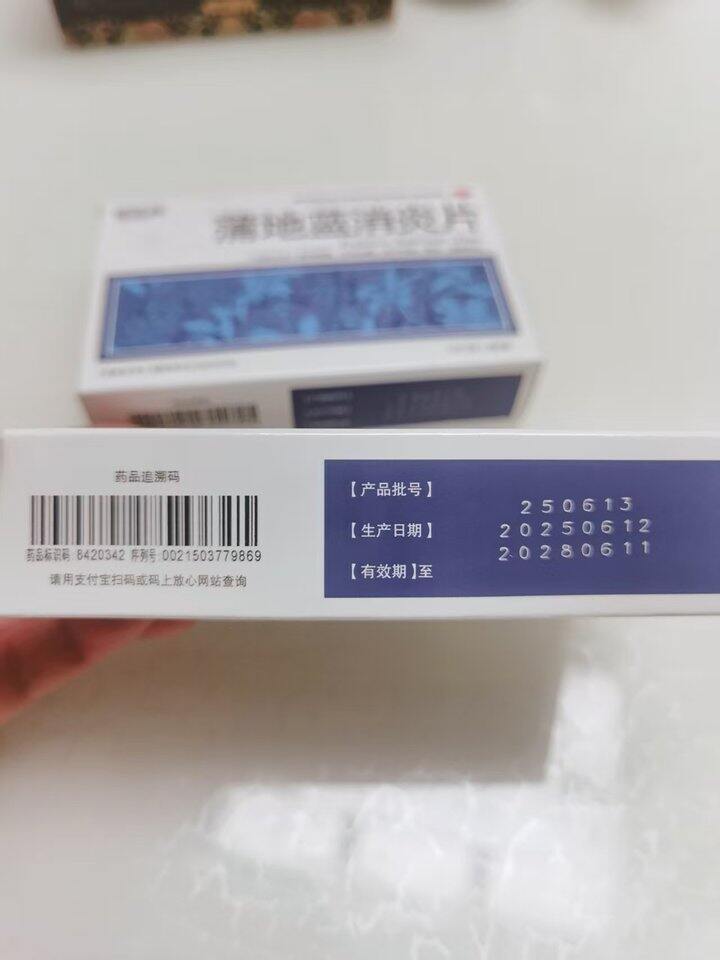 蒲地蓝消炎片
药品追溯码
药品标识码 8420342 序列号:0021503779869
请用支付宝扫码或码上放心网站查询
【产品批号】 250613
【生产日期】 20250612
【有效期】至 20280611